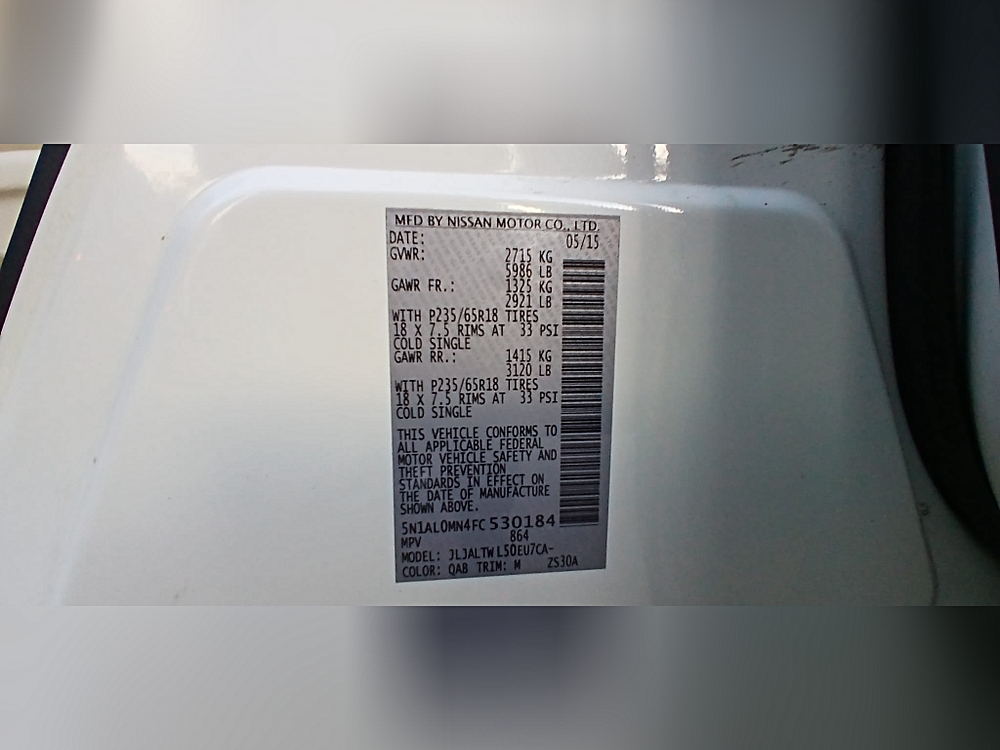 MFD BY NISSAN MOTOR CO., LTD.
DATE: 05/15
GVWR: 2715 KG
5986 LB
GAWR FR.: 1325 KG
2921 LB
WITH P235/65R18 TIRES
18 X 7.5 RIMS AT 33 PSI
COLD SINGLE
GAWR RR.: 1415 KG
3120 LB
WITH P235/65R18 TIRES
18 X 7.5 RIMS AT 33 PSI
COLD SINGLE
THIS VEHICLE CONFORMS TO
ALL APPLICABLE FEDERAL
MOTOR VEHICLE SAFETY AND
THEFT PREVENTION
STANDARDS IN EFFECT ON
THE DATE OF MANUFACTURE
SHOWN ABOVE.
5N1AL0MN4FC530184
MPV 864
MODEL: JLJALTWL50EU7CA-
COLOR: QAB TRIM: M ZS30A